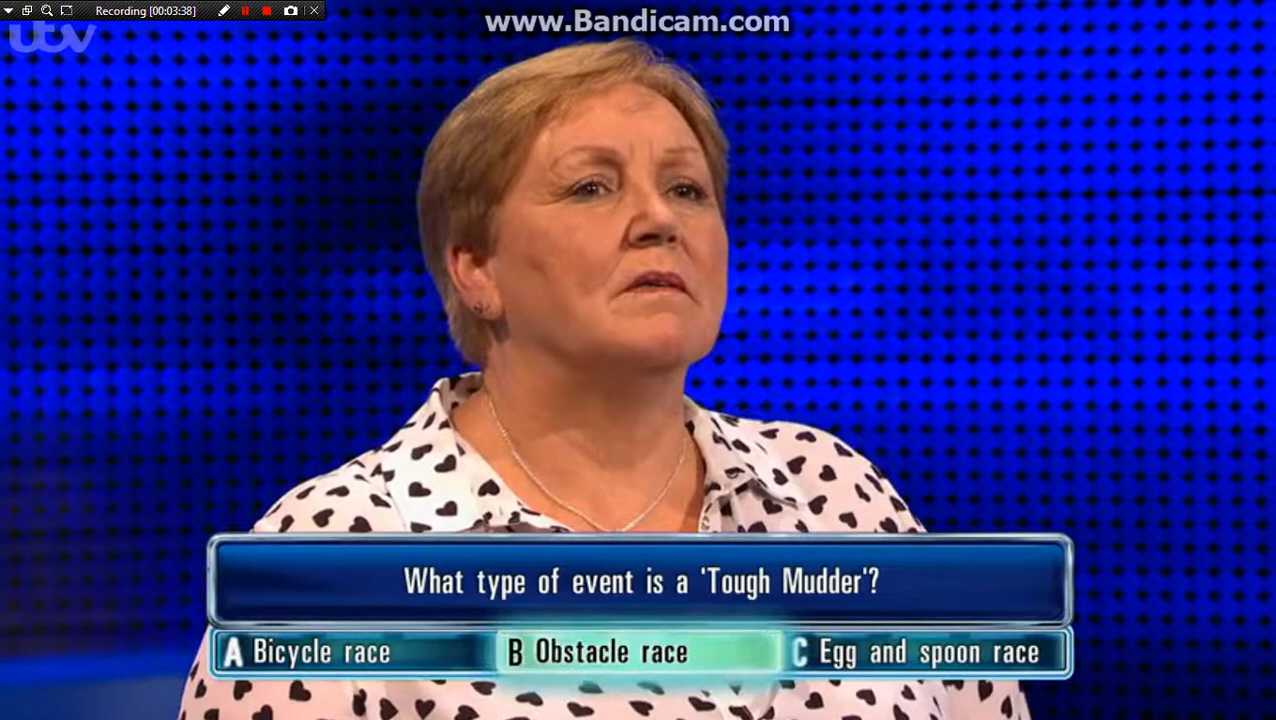 Recording [00:03:38]
www.Bandicam.com
itv
What type of event is a 'Tough Mudder'?
A Bicycle race
B Obstacle race
C Egg and spoon race